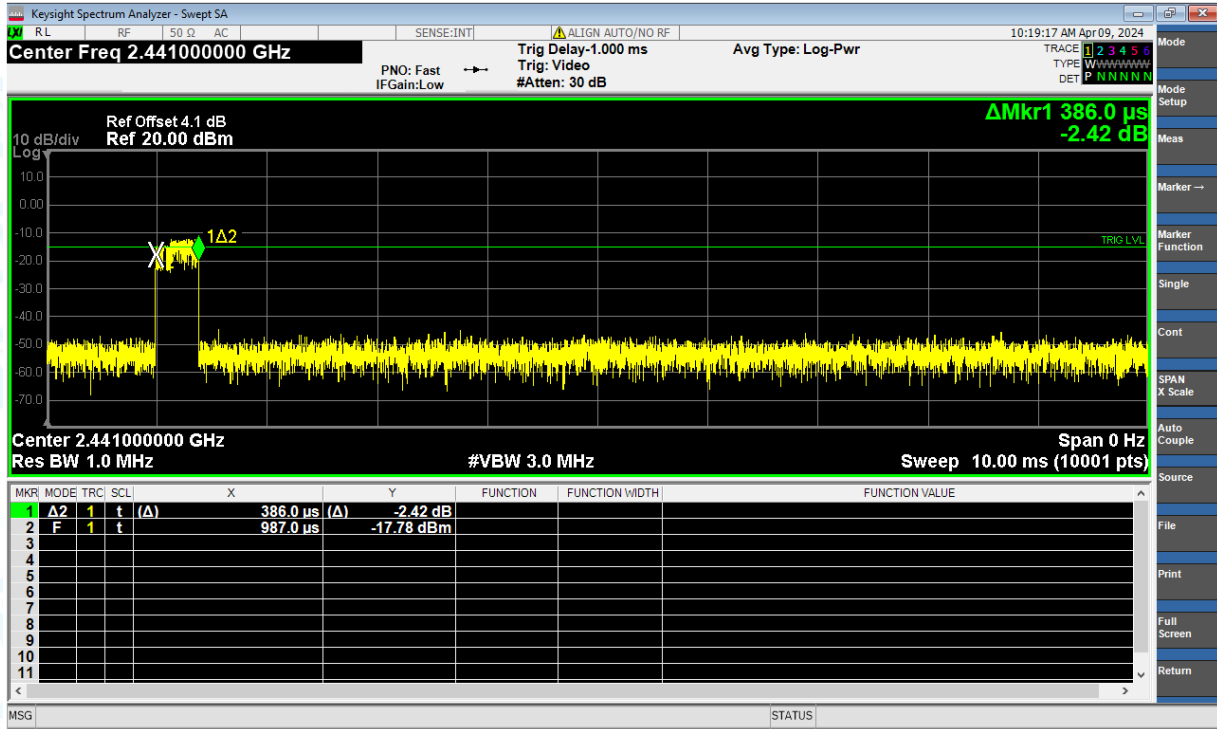 Keysight Spectrum Analyzer - Swept SA
LXI RL RF 50 Ω AC SENSE:INT ALIGN AUTO/NO RF 10:19:17 AM Apr 09, 2024
Center Freq 2.441000000 GHz
PNO: Fast
IFGain:Low
Trig Delay-1.000 ms
Trig: Video
#Atten: 30 dB
Avg Type: Log-Pwr
TRACE 1 2 3 4 5 6
TYPE WWWWWW
DET P N N N N N
ΔMkr1 386.0 µs
-2.42 dB
Ref Offset 4.1 dB
10 dB/div Ref 20.00 dBm
Log
10.0
0.00
-10.0
-20.0
-30.0
-40.0
-50.0
-60.0
-70.0
X
1Δ2
TRIG LVL
Center 2.441000000 GHz Span 0 Hz
Res BW 1.0 MHz #VBW 3.0 MHz Sweep 10.00 ms (10001 pts)
MKR MODE TRC SCL X Y FUNCTION FUNCTION WIDTH FUNCTION VALUE
1 Δ2 1 t (Δ) 386.0 µs (Δ) -2.42 dB
2 F 1 t 987.0 µs -17.78 dBm
3
4
5
6
7
8
9
10
11
MSG STATUS
Mode
Mode
Setup
Meas
Marker→
Marker
Function
Single
Cont
SPAN
X Scale
Auto
Couple
Source
File
Print
Full
Screen
Return